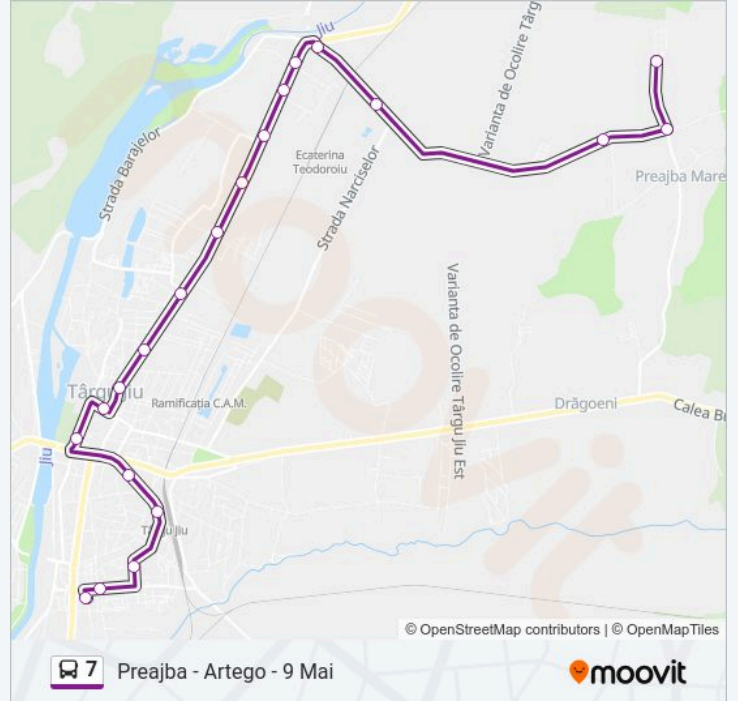 Jiu
Varianta de Ocolire Târg
Strada Barajelor
Ecaterina
Teodoroiu
Strada Narciselor
Preajba Mare
Varianta de Ocolire Târgu Jiu Est
Târgu Jiu
Ramificația C.A.M.
Drăgoeni
Calea Bu
Jiu
Târgu Jiu
© OpenStreetMap contributors | © OpenMapTiles
7 Preajba - Artego - 9 Mai
moovit